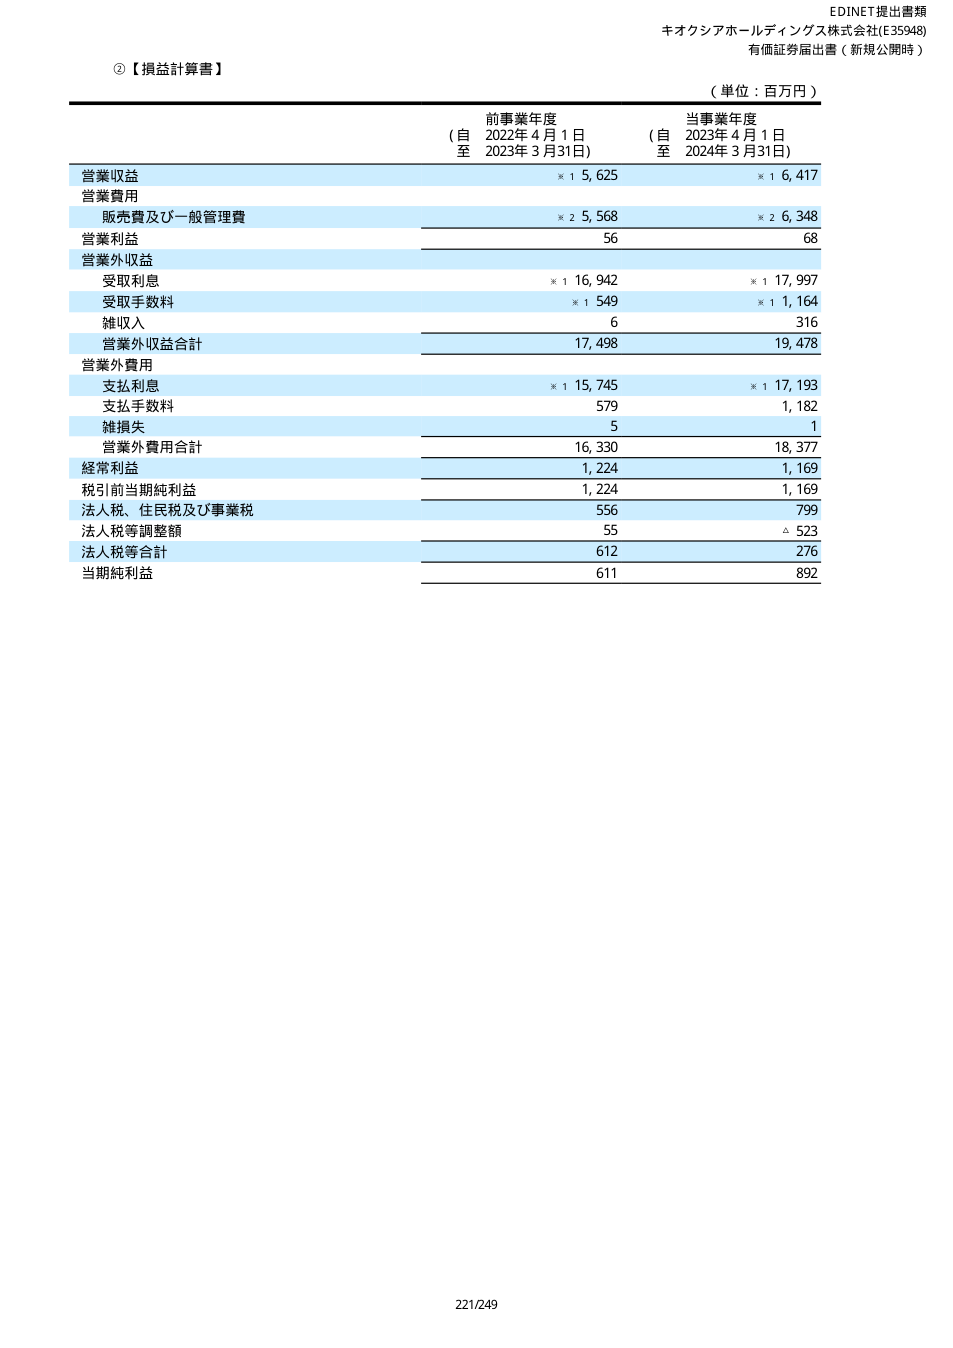 EDINET提出書類
キオクシアホールディングス株式会社(E35948)
有価証券届出書（新規公開時）
②【損益計算書】
（単位：百万円）
前事業年度 当事業年度
(自 2022年４月１日 (自 2023年４月１日
至 2023年３月31日) 至 2024年３月31日)
営業収益 ※１ 5,625 ※１ 6,417
営業費用
販売費及び一般管理費 ※２ 5,568 ※２ 6,348
営業利益 56 68
営業外収益
受取利息 ※１ 16,942 ※１ 17,997
受取手数料 ※１ 549 ※１ 1,164
雑収入 6 316
営業外収益合計 17,498 19,478
営業外費用
支払利息 ※１ 15,745 ※１ 17,193
支払手数料 579 1,182
雑損失 5 1
営業外費用合計 16,330 18,377
経常利益 1,224 1,169
税引前当期純利益 1,224 1,169
法人税、住民税及び事業税 556 799
法人税等調整額 55 △ 523
法人税等合計 612 276
当期純利益 611 892
221/249